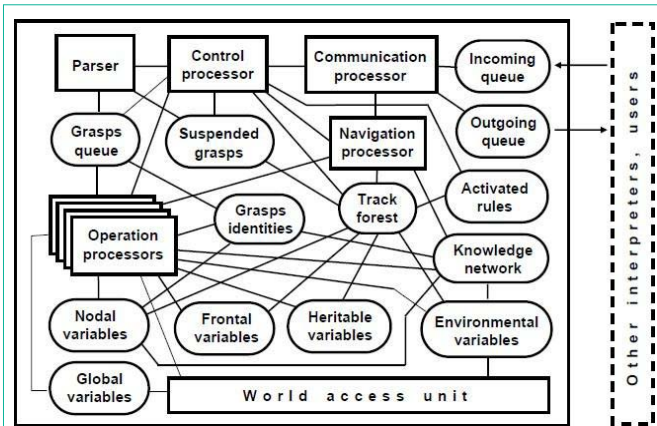 Parser
Control
processor
Communication
processor
Incoming
queue
Grasps
queue
Suspended
grasps
Navigation
processor
Outgoing
queue
Operation
processors
Grasps
identities
Track
forest
Activated
rules
Knowledge
network
Nodal
variables
Frontal
variables
Heritable
variables
Environmental
variables
Global
variables
World access unit
Other interpreters, users